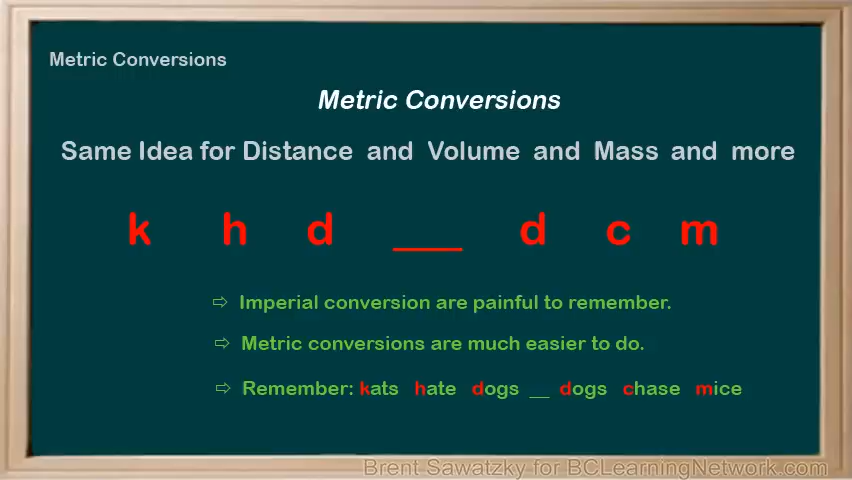 Metric Conversions
Metric Conversions
Same Idea for Distance and Volume and Mass and more
k h d ___ d c m
⇨ Imperial conversion are painful to remember.
⇨ Metric conversions are much easier to do.
⇨ Remember: kats hate dogs __ dogs chase mice
Brent Sawatzky for BCLearningNetwork.com